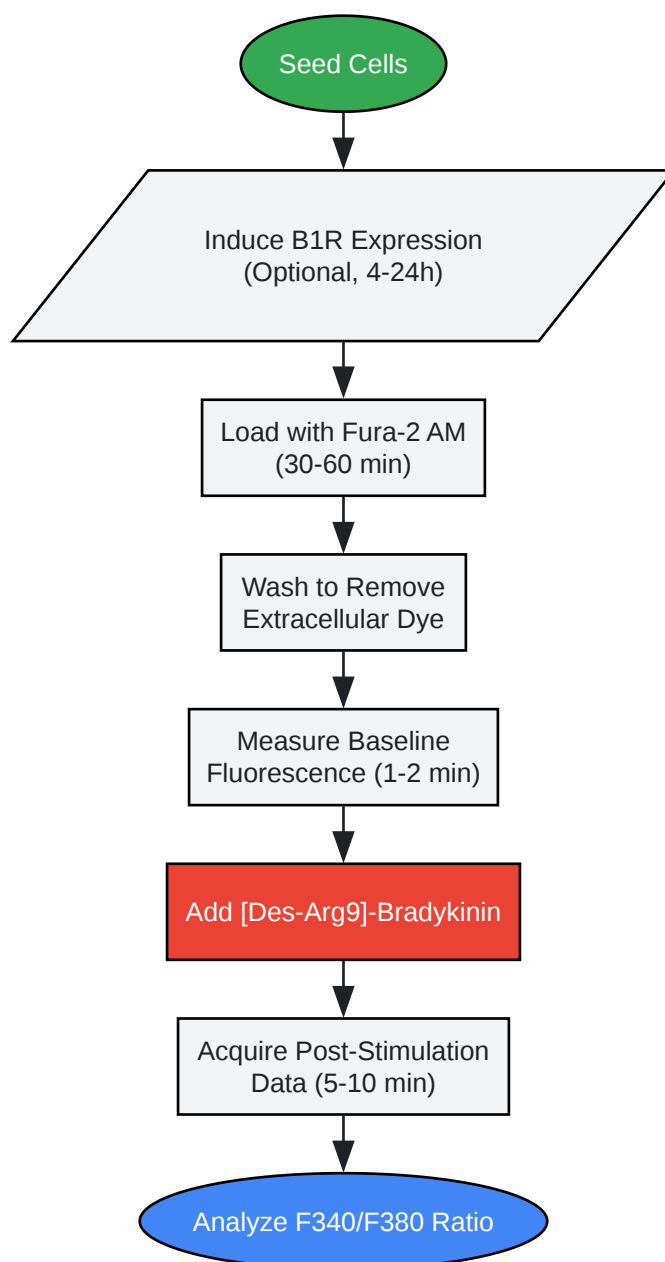 Seed Cells
Induce B1R Expression
(Optional, 4-24h)
Load with Fura-2 AM
(30-60 min)
Wash to Remove
Extracellular Dye
Measure Baseline
Fluorescence (1-2 min)
Add [Des-Arg9]-Bradykinin
Acquire Post-Stimulation
Data (5-10 min)
Analyze F340/F380 Ratio